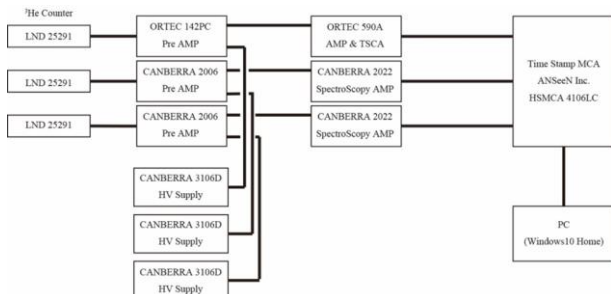 ³He Counter
LND 25291
ORTEC 142PC
Pre AMP
ORTEC 590A
AMP & TSCA
LND 25291
CANBERRA 2006
Pre AMP
CANBERRA 2022
SpectroScopy AMP
LND 25291
CANBERRA 2006
Pre AMP
CANBERRA 2022
SpectroScopy AMP
Time Stamp MCA
ANSeeN Inc.
HSMCA 4106LC
CANBERRA 3106D
HV Supply
CANBERRA 3106D
HV Supply
CANBERRA 3106D
HV Supply
PC
(Windows10 Home)